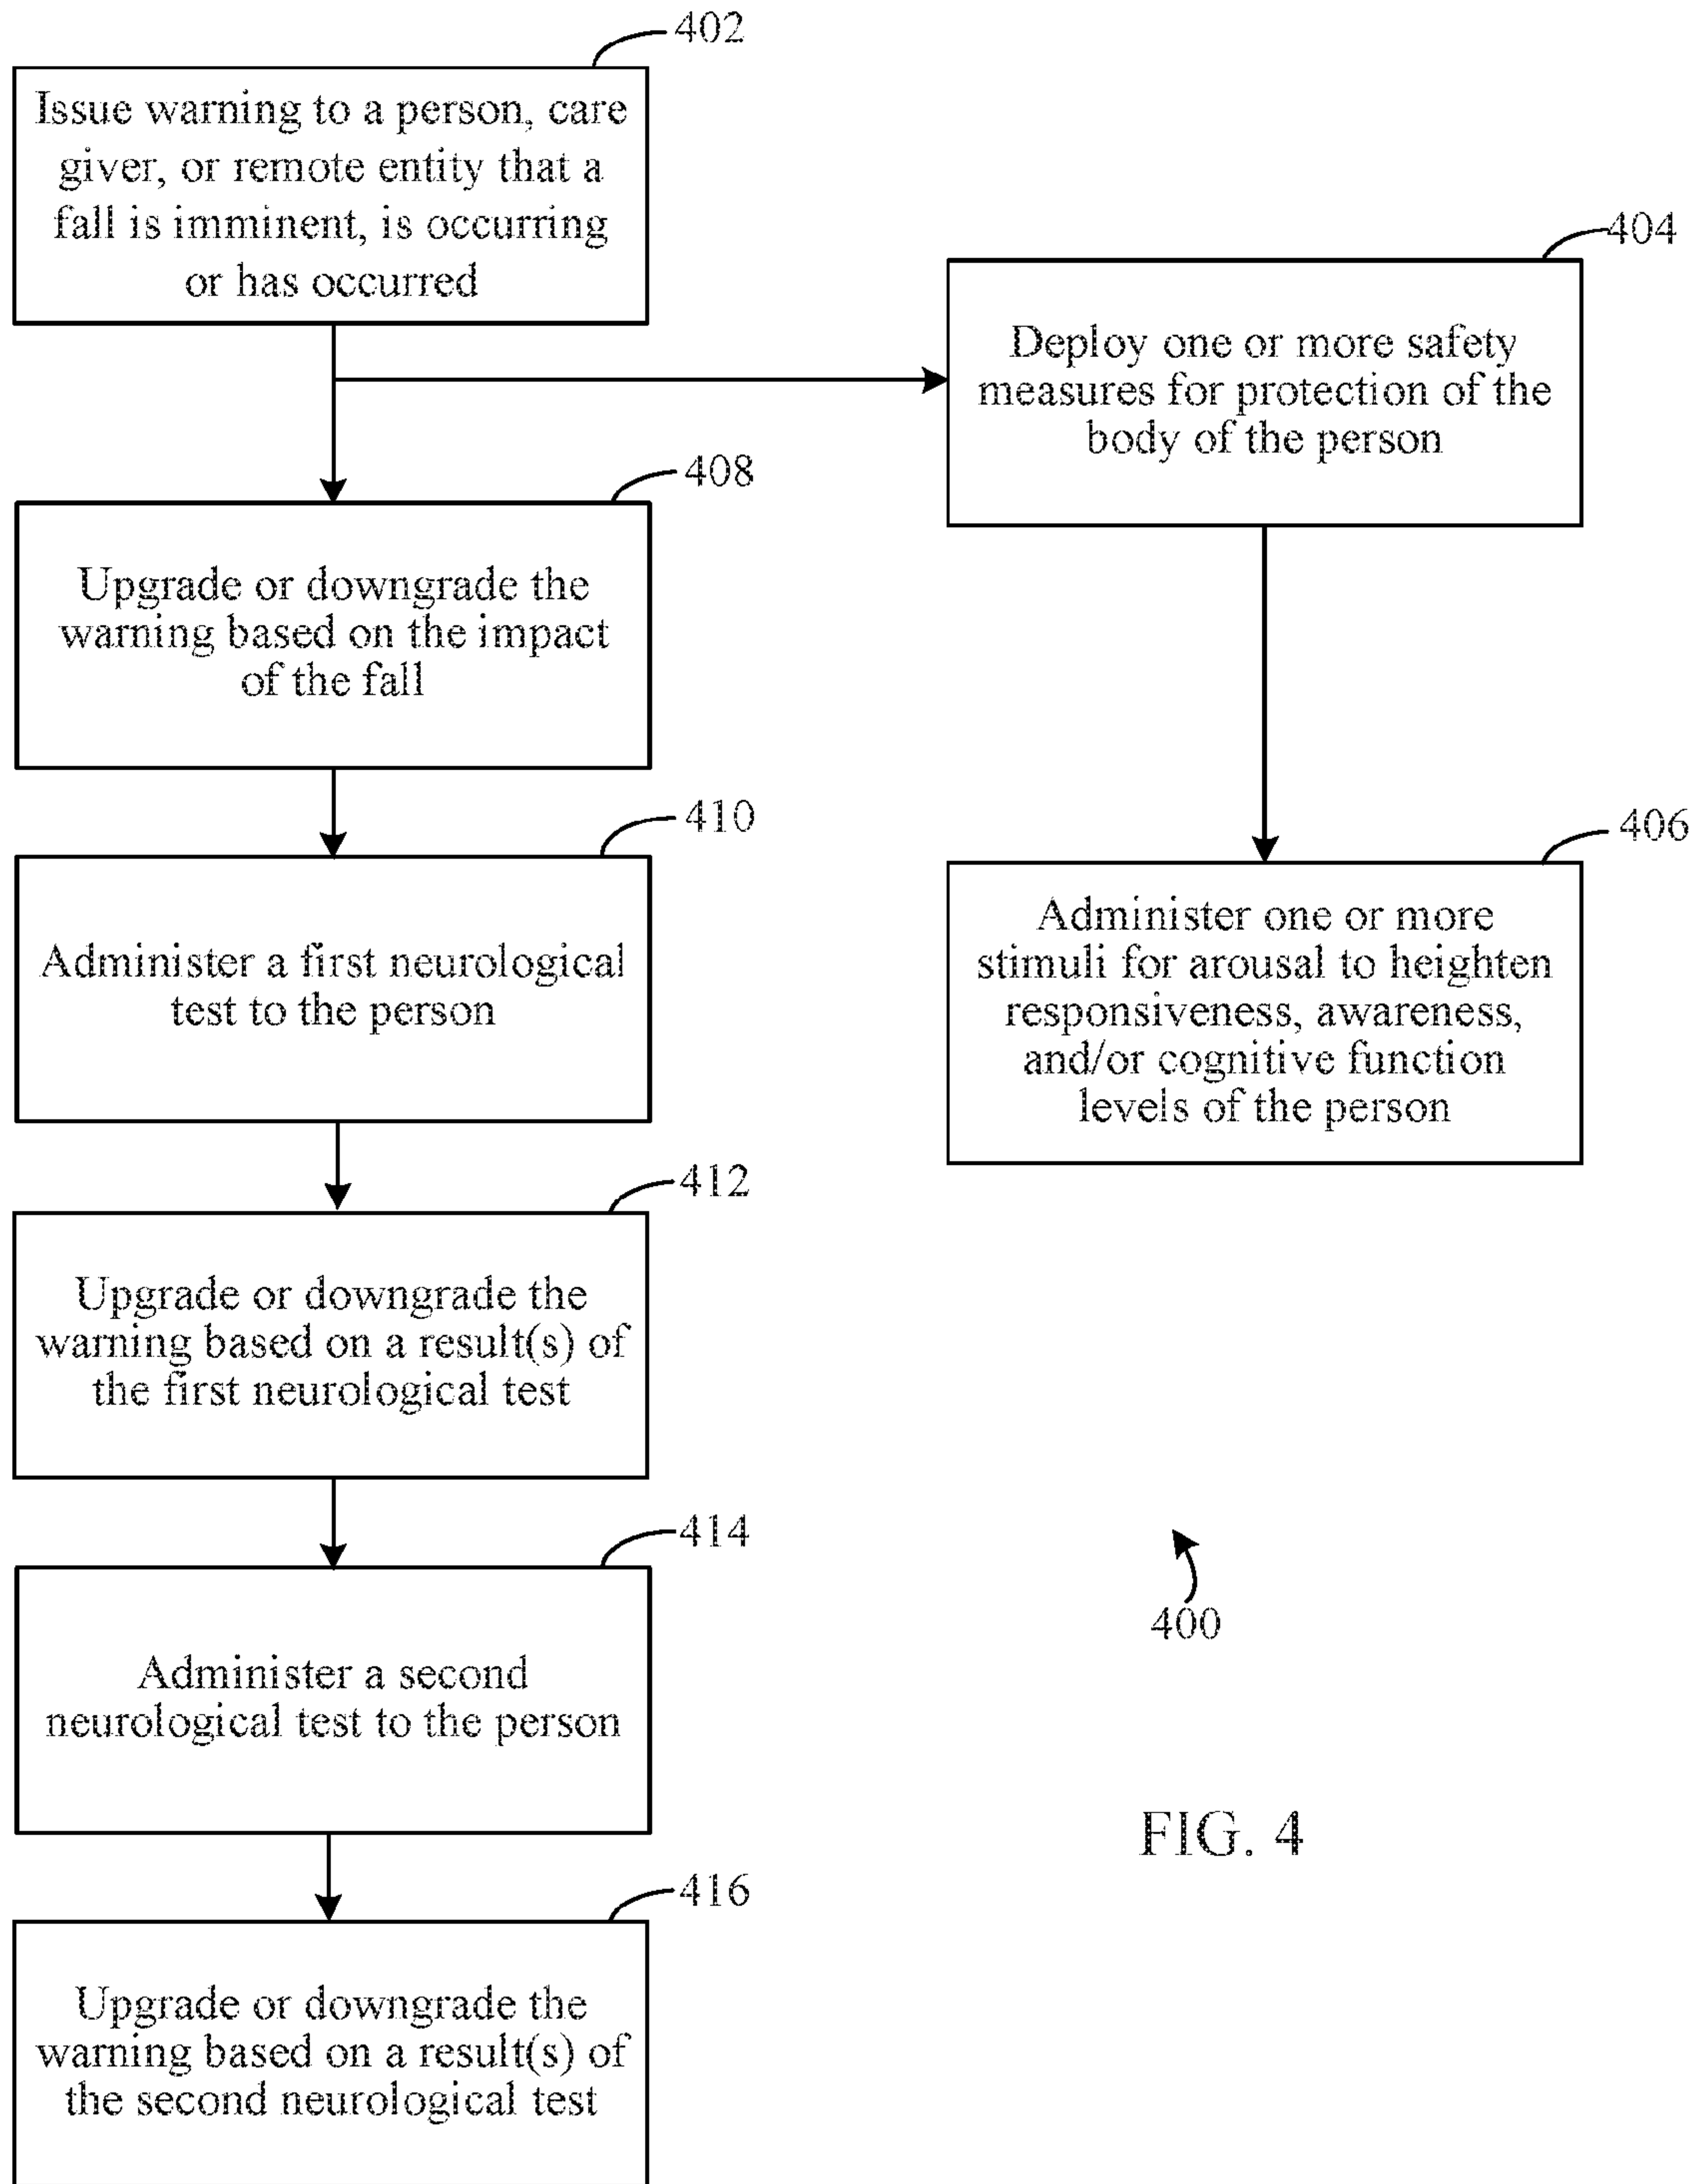 402
Issue warning to a person, care
giver, or remote entity that a
fall is imminent, is occurring
or has occurred
404
Deploy one or more safety
measures for protection of the
body of the person
408
Upgrade or downgrade the
warning based on the impact
of the fall
410
Administer a first neurological
test to the person
406
Administer one or more
stimuli for arousal to heighten
responsiveness, awareness,
and/or cognitive function
levels of the person
412
Upgrade or downgrade the
warning based on a result(s) of
the first neurological test
414
Administer a second
neurological test to the person
400
FIG. 4
416
Upgrade or downgrade the
warning based on a result(s) of
the second neurological test